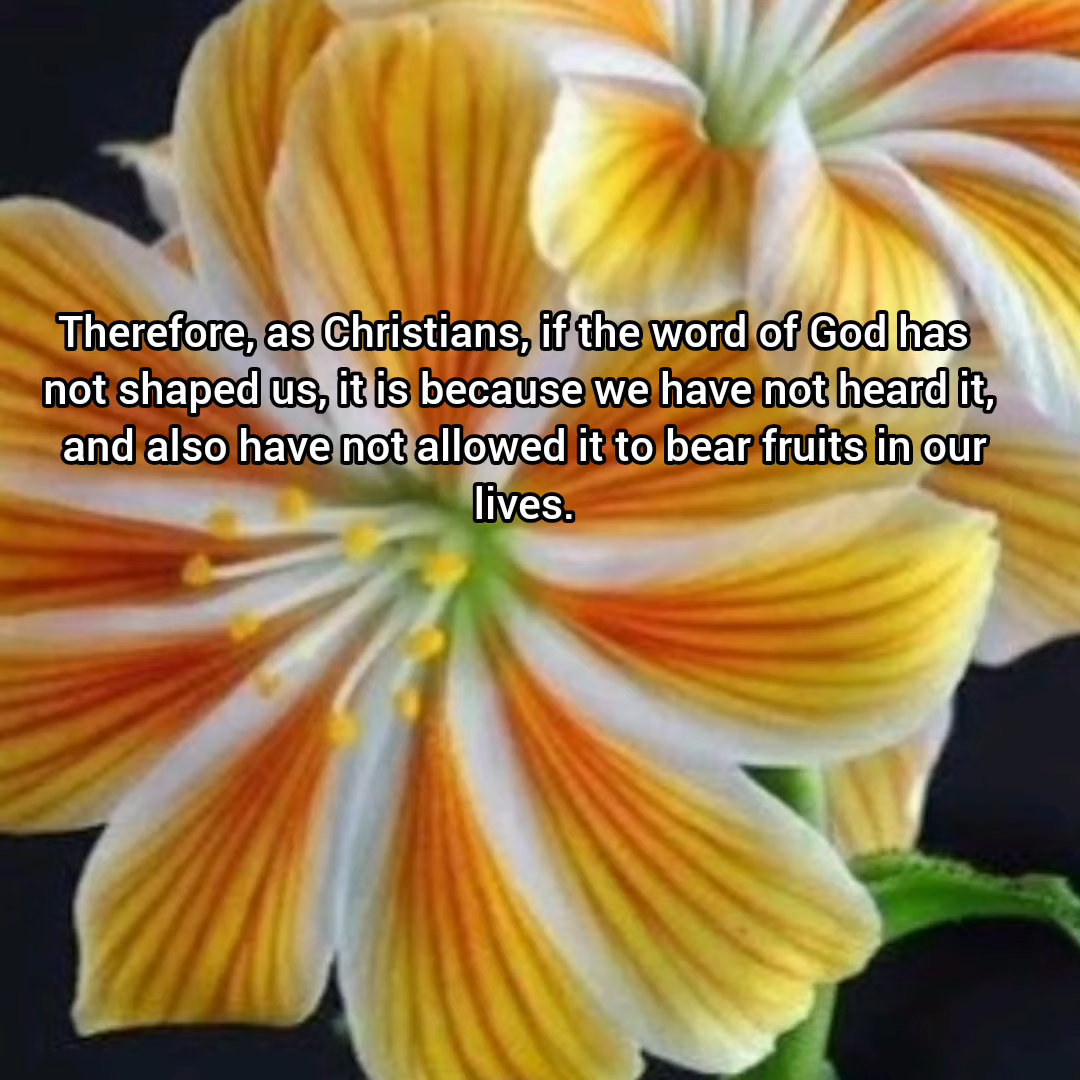 Therefore, as Christians, if the word of God has
not shaped us, it is because we have not heard it,
and also have not allowed it to bear fruits in our
lives.